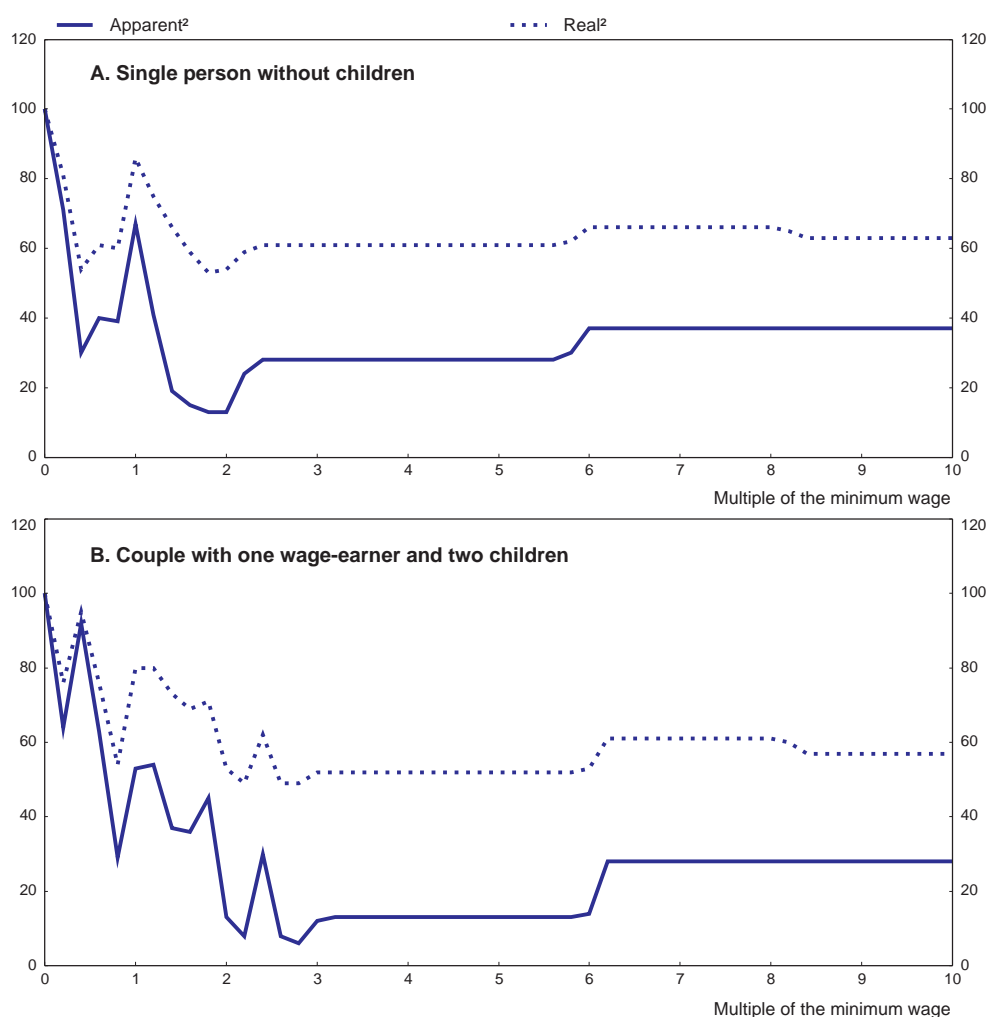 Apparent² Real²
120 120
A. Single person without children
100 100
80 80
60 60
40 40
20 20
0 0
0 1 2 3 4 5 6 7 8 9 10
Multiple of the minimum wage
120 120
B. Couple with one wage-earner and two children
100 100
80 80
60 60
40 40
20 20
0 0
0 1 2 3 4 5 6 7 8 9 10
Multiple of the minimum wage